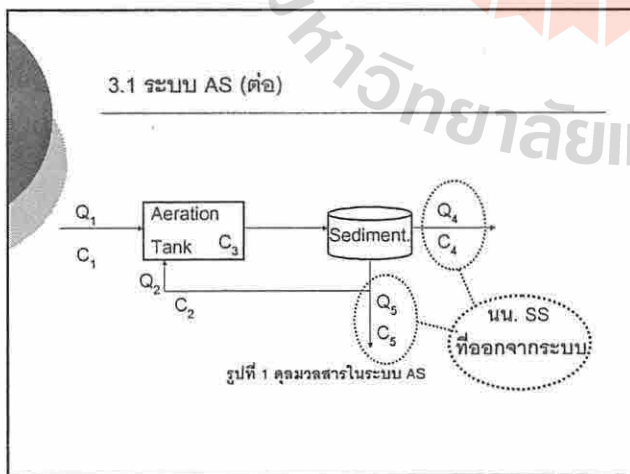 3.1 ระบบ AS (ต่อ)
Q1
C1
Aeration
Tank C3
Q2
C2
Sediment.
Q4
C4
Q5
C5
นน. SS
ที่ออกจากระบบ
รูปที่ 1 ดุลมวลสารในระบบ AS